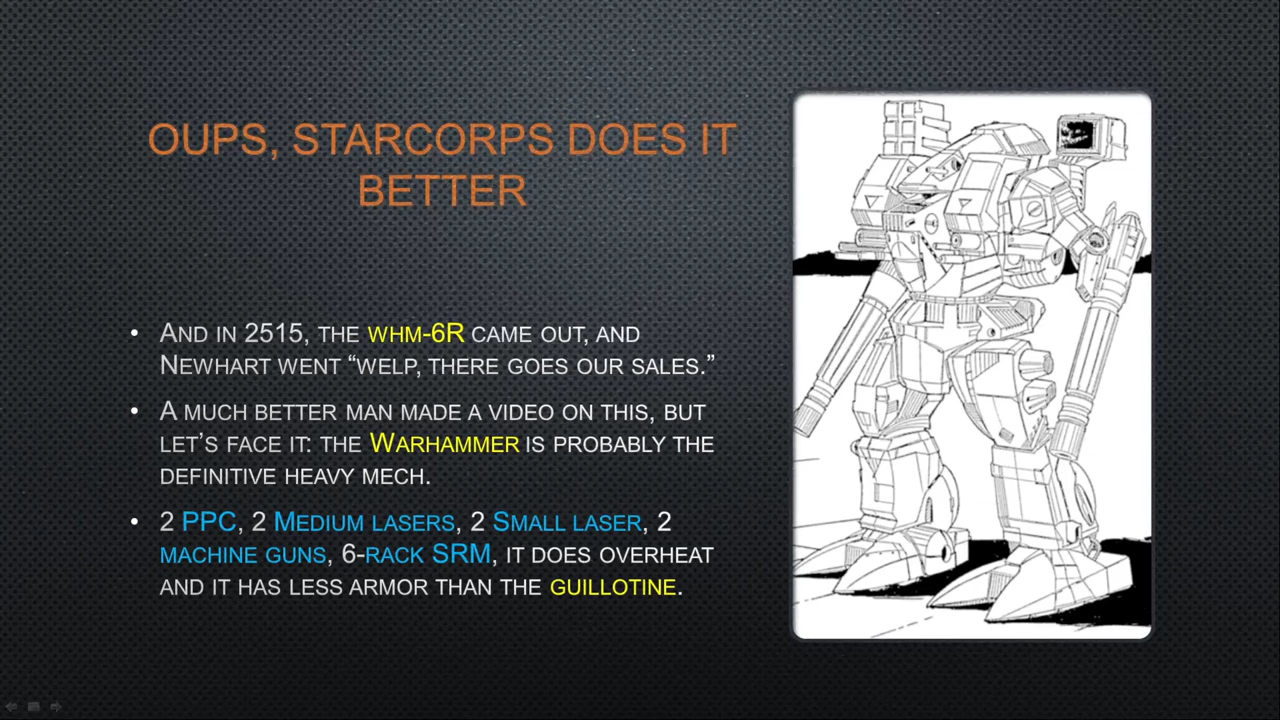 OUPS, STARCORPS DOES IT
BETTER
• AND IN 2515, THE WHM-6R CAME OUT, AND
NEWHART WENT “WELP, THERE GOES OUR SALES.”
• A MUCH BETTER MAN MADE A VIDEO ON THIS, BUT
LET’S FACE IT: THE WARHAMMER IS PROBABLY THE
DEFINITIVE HEAVY MECH.
• 2 PPC, 2 MEDIUM LASERS, 2 SMALL LASER, 2
MACHINE GUNS, 6-RACK SRM, IT DOES OVERHEAT
AND IT HAS LESS ARMOR THAN THE GUILLOTINE.